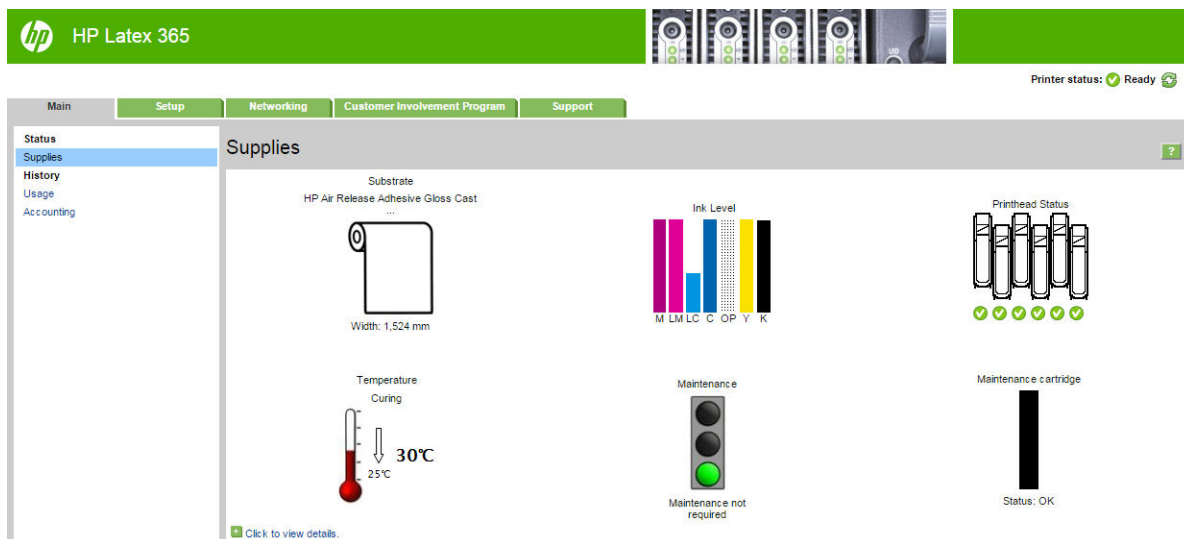 hp HP Latex 365
Printer status: Ready
Main Setup Networking Customer Involvement Program Support
Status
Supplies
History
Usage
Accounting
Supplies
?
Substrate
HP Air Release Adhesive Gloss Cast
...
Width: 1,524 mm
Ink Level
M LM LC C OP Y K
Printhead Status
Temperature
Curing
30℃
25℃
Maintenance
Maintenance not
required
Maintenance cartridge
Status: OK
+ Click to view details.